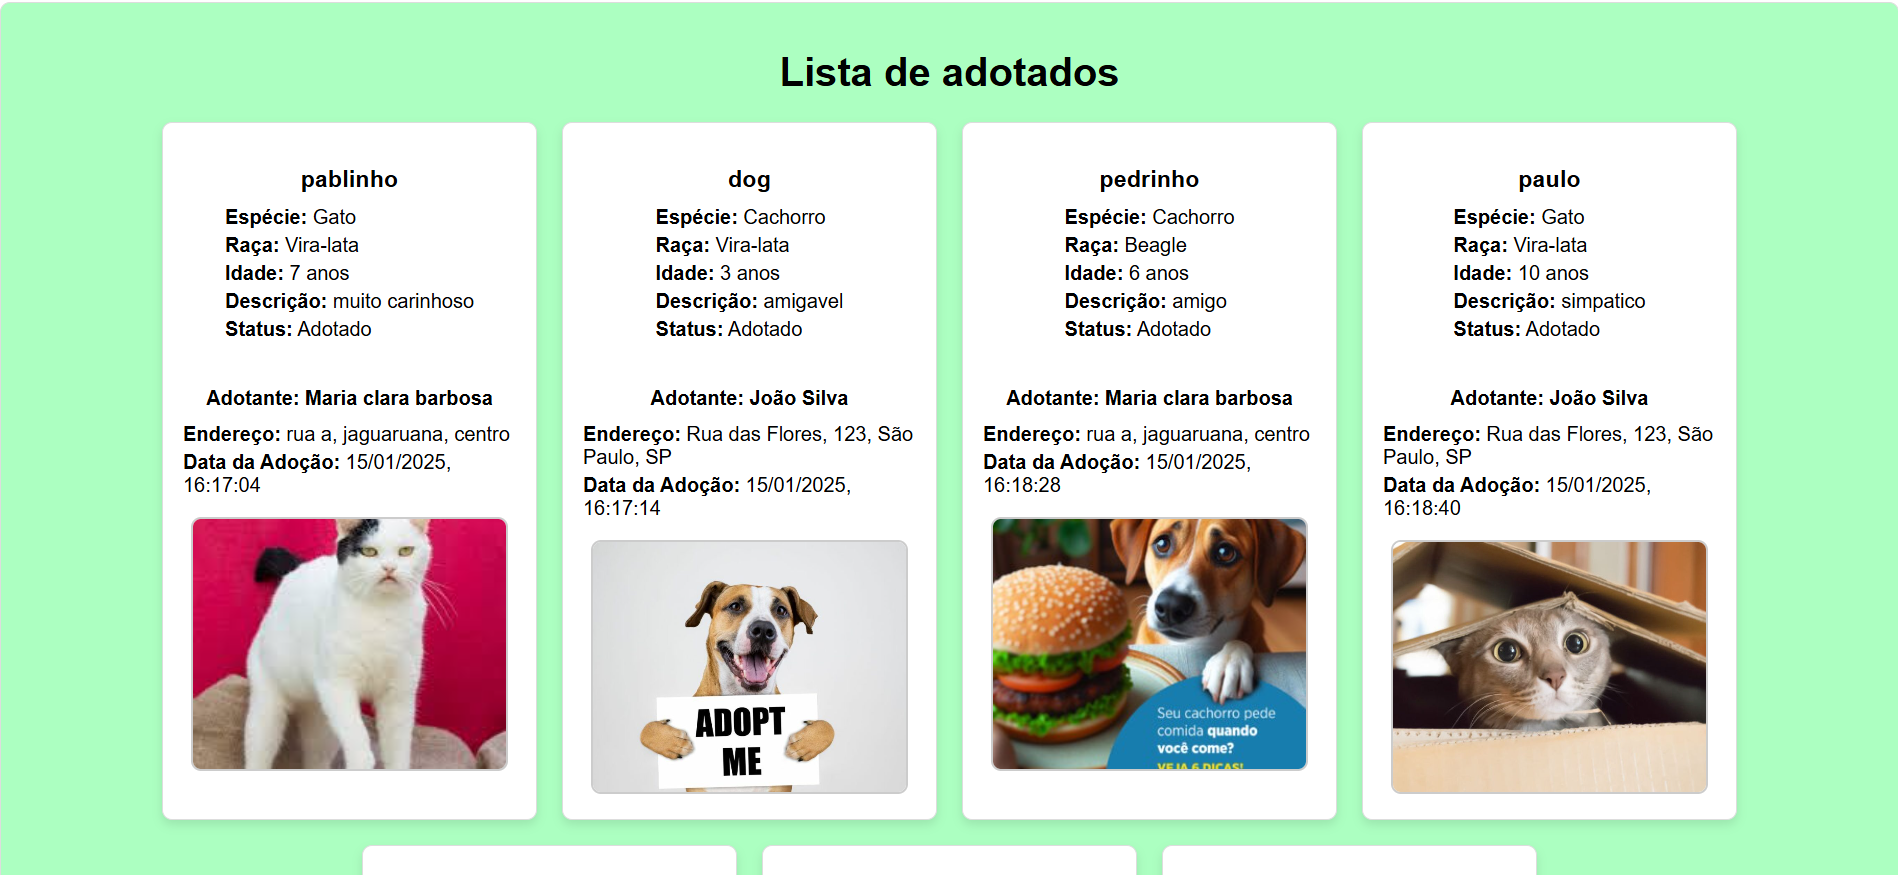 Lista de adotados
pablinho
Espécie: Gato
Raça: Vira-lata
Idade: 7 anos
Descrição: muito carinhoso
Status: Adotado
Adotante: Maria clara barbosa
Endereço: rua a, jaguaruana, centro
Data da Adoção: 15/01/2025,
16:17:04
dog
Espécie: Cachorro
Raça: Vira-lata
Idade: 3 anos
Descrição: amigavel
Status: Adotado
Adotante: João Silva
Endereço: Rua das Flores, 123, São
Paulo, SP
Data da Adoção: 15/01/2025,
16:17:14
ADOPT
ME
pedrinho
Espécie: Cachorro
Raça: Beagle
Idade: 6 anos
Descrição: amigo
Status: Adotado
Adotante: Maria clara barbosa
Endereço: rua a, jaguaruana, centro
Data da Adoção: 15/01/2025,
16:18:28
Seu cachorro pede
comida quando
você come?
VEJA 6 DICAS!
paulo
Espécie: Gato
Raça: Vira-lata
Idade: 10 anos
Descrição: simpatico
Status: Adotado
Adotante: João Silva
Endereço: Rua das Flores, 123, São
Paulo, SP
Data da Adoção: 15/01/2025,
16:18:40